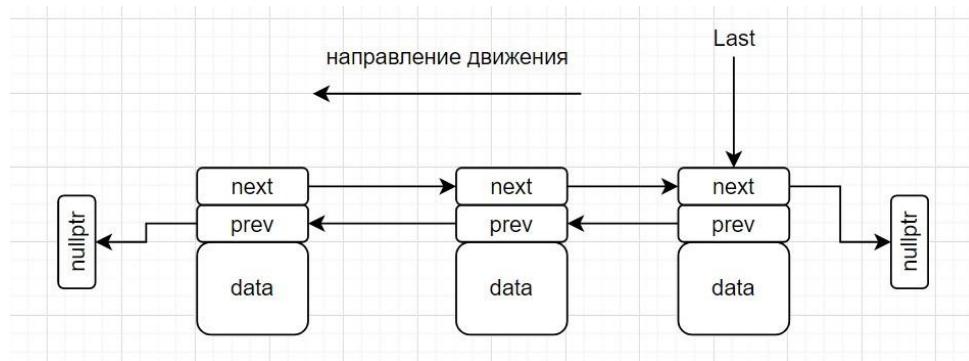 Last
направление движения
next
next
next
nullptr
prev
prev
prev
nullptr
data
data
data